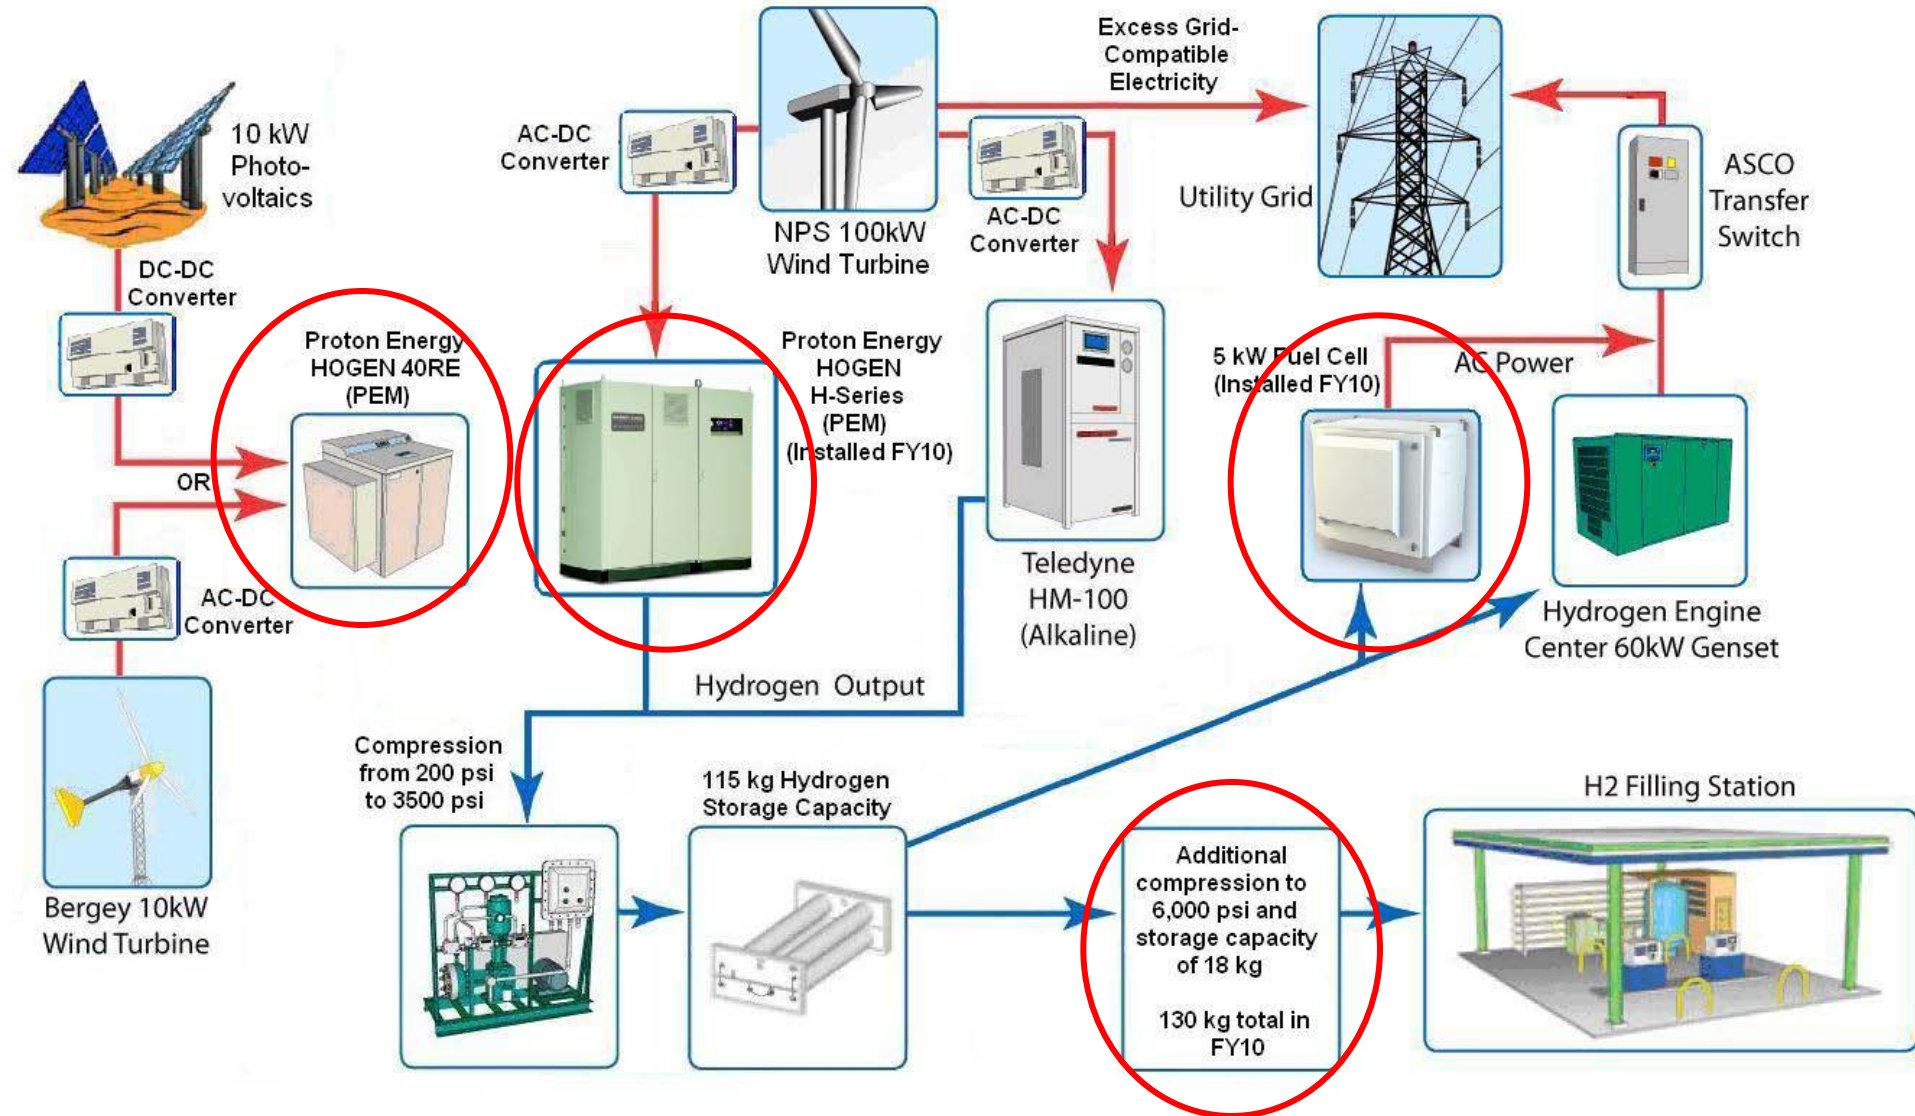 10 kW
Photo-
voltaics
DC-DC
Converter
Proton Energy
HOGEN 40RE
(PEM)
OR
AC-DC
Converter
Bergey 10kW
Wind Turbine
AC-DC
Converter
NPS 100kW
Wind Turbine
AC-DC
Converter
Excess Grid-
Compatible
Electricity
Utility Grid
ASCO
Transfer
Switch
Proton Energy
HOGEN
H-Series
(PEM)
(Installed FY10)
Teledyne
HM-100
(Alkaline)
5 kW Fuel Cell
(Installed FY10)
AC Power
Hydrogen Engine
Center 60kW Genset
Hydrogen Output
Compression
from 200 psi
to 3500 psi
115 kg Hydrogen
Storage Capacity
Additional
compression to
6,000 psi and
storage capacity
of 18 kg
130 kg total in
FY10
H2 Filling Station